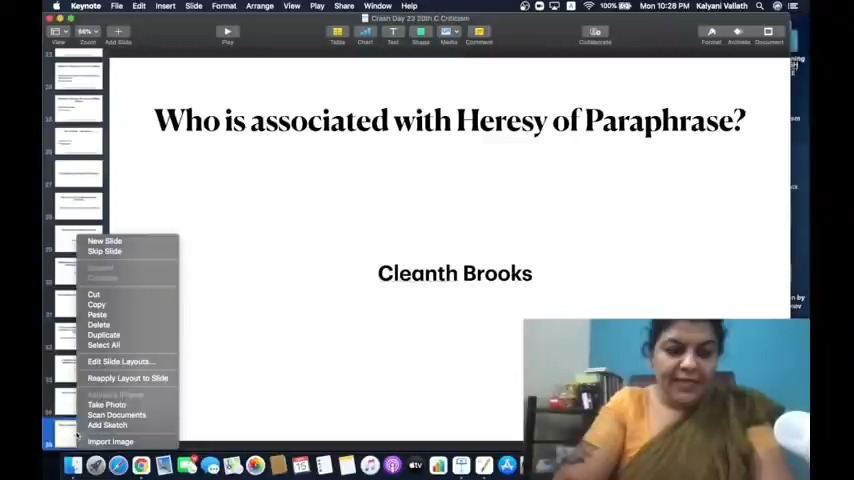 Keynote File Edit Insert Slide Format Arrange View Play Share Window Help
100% Mon 10:28 PM Kalyani Vallath
Crash Day 23 20th C Criticism
View Zoom Add Slide Play Table Chart Text Shape Media Comment Collaborate Format Animate Document
Who is associated with Heresy of Paraphrase?
Cleanth Brooks
New Slide
Skip Slide
Cut
Copy
Paste
Delete
Duplicate
Select All
Edit Slide Layouts...
Reapply Layout to Slide
Take Photo
Scan Documents
Add Sketch
Import Image